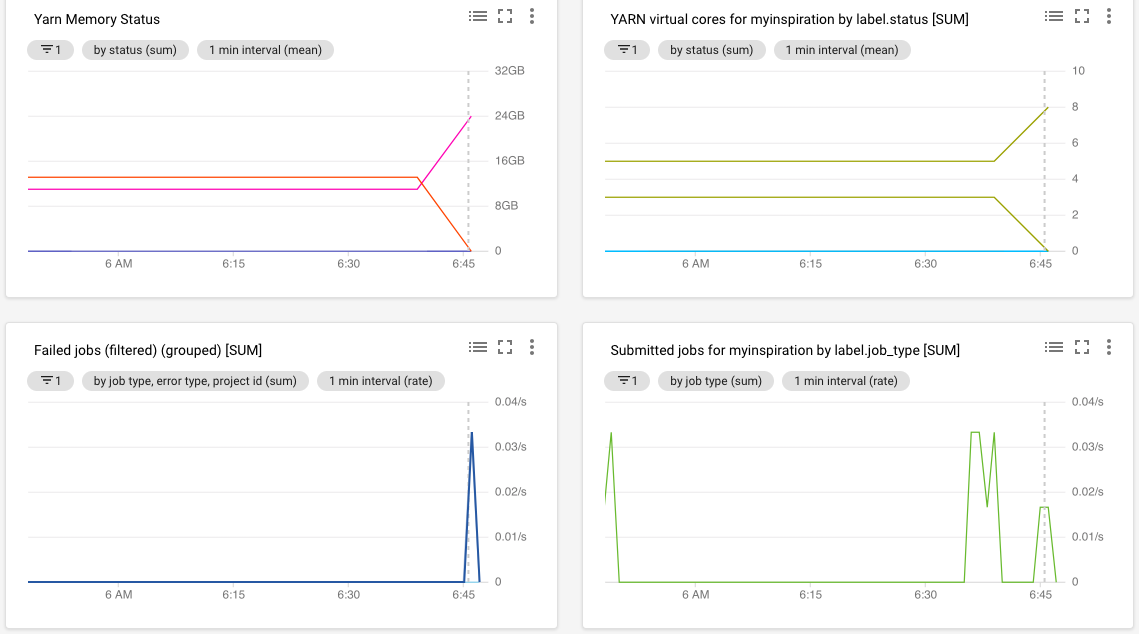 Yarn Memory Status
1
by status (sum)
1 min interval (mean)
32GB
24GB
16GB
8GB
0
6 AM
6:15
6:30
6:45
YARN virtual cores for myinspiration by label.status [SUM]
1
by status (sum)
1 min interval (mean)
10
8
6
4
2
0
6 AM
6:15
6:30
6:45
Failed jobs (filtered) (grouped) [SUM]
1
by job type, error type, project id (sum)
1 min interval (rate)
0.04/s
0.03/s
0.02/s
0.01/s
0
6 AM
6:15
6:30
6:45
Submitted jobs for myinspiration by label.job_type [SUM]
1
by job type (sum)
1 min interval (rate)
0.04/s
0.03/s
0.02/s
0.01/s
0
6 AM
6:15
6:30
6:45